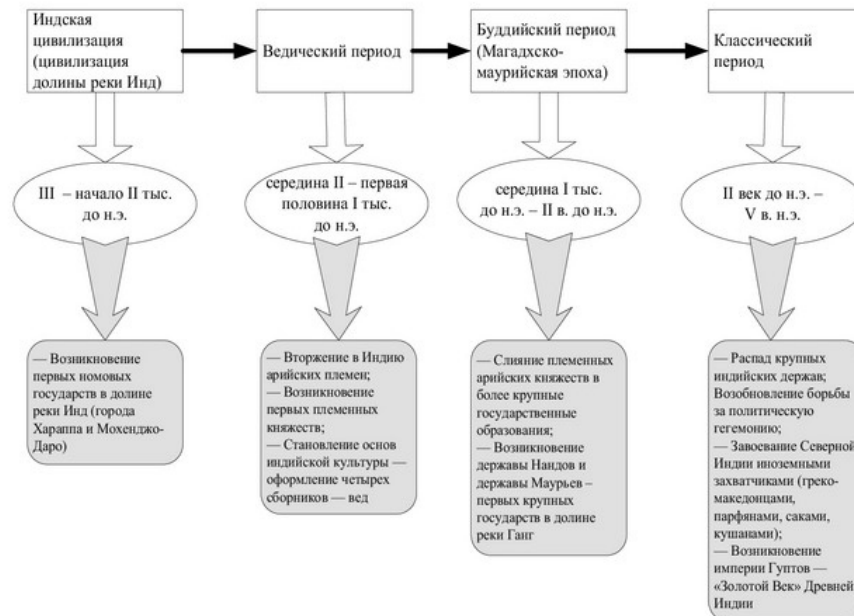 Индская
цивилизация
(цивилизация
долины реки Инд)
Ведический период
Буддийский период
(Магадхско-
маурийская эпоха)
Классический
период
III – начало II тыс.
до н.э.
середина II – первая
половина I тыс.
до н.э.
середина I тыс.
до н.э. – II в. до н.э.
II век до н.э. –
V в. н.э.
— Возникновение
первых номовых
государств в долине
реки Инд (города
Хараппа и Мохенджо-
Даро)
— Вторжение в Индию
арийских племен;
— Возникновение
первых племенных
княжеств;
— Становление основ
индийской культуры —
оформление четырех
сборников — вед
— Слияние племенных
арийских княжеств в
более крупные
государственные
образования;
— Возникновение
державы Нандов и
державы Маурьев –
первых крупных
государств в долине
реки Ганг
— Распад крупных
индийских держав;
Возобновление борьбы
за политическую
гегемонию;
— Завоевание Северной
Индии иноземными
захватчиками (греко-
македонцами,
парфянами, саками,
кушанами);
— Возникновение
империи Гуптов —
«Золотой Век» Древней
Индии